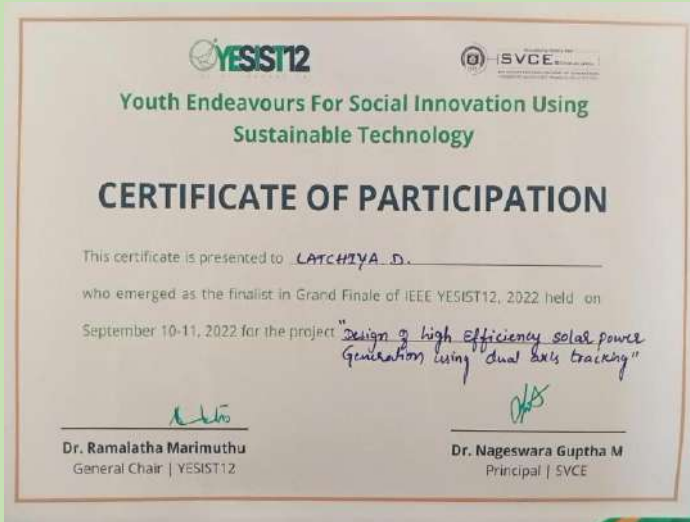 YESIST12
SVCE
Youth Endeavours For Social Innovation Using
Sustainable Technology
CERTIFICATE OF PARTICIPATION
This certificate is presented to LATCHIYA D.
who emerged as the finalist in Grand Finale of IEEE YESIST12, 2022 held on
September 10-11, 2022 for the project "Design of high Efficiency solar power
Generation using dual axis tracking"
Dr. Ramalatha Marimuthu
General Chair | YESIST12
Dr. Nageswara Guptha M
Principal | SVCE